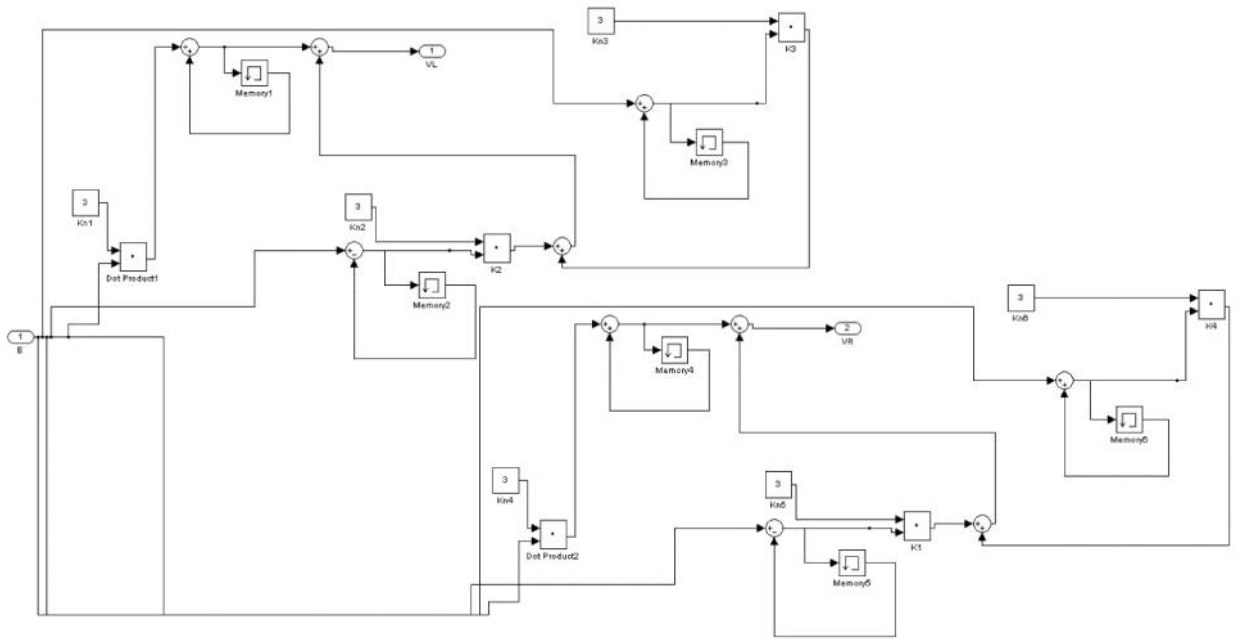 3
Kn3
K3
1
VL
Memory1
Memory3
3
Kn1
3
Kn2
K2
Dot Product1
Memory2
3
Kn6
K4
1
E
2
VR
Memory4
Memory6
3
Kn4
3
Kn5
K1
Dot Product2
Memory5